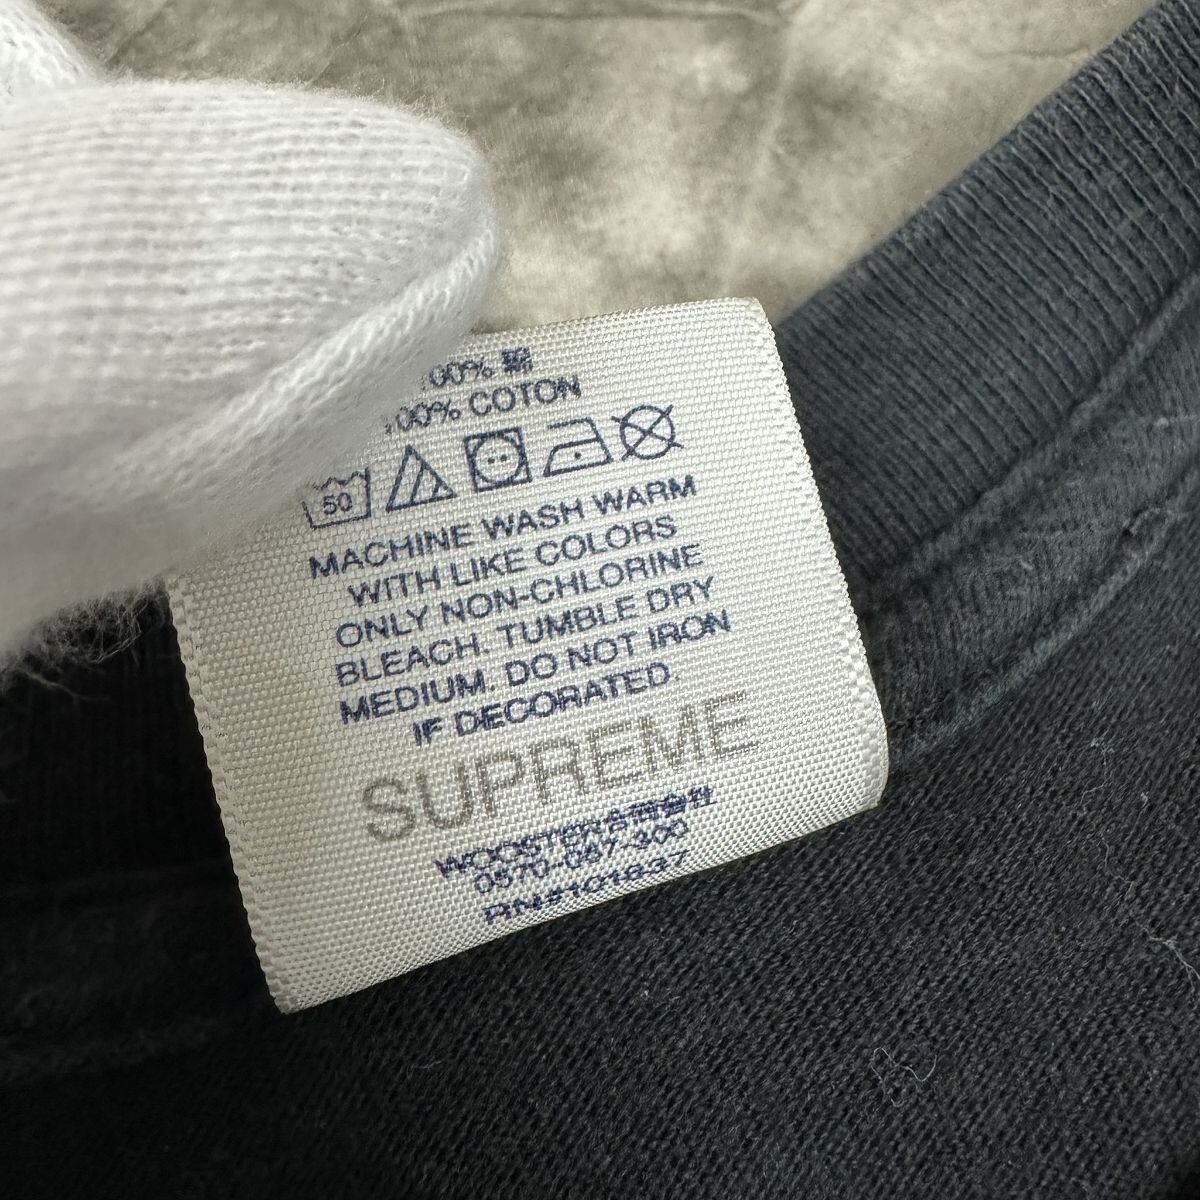 100% 綿
100% COTON
50
MACHINE WASH WARM
WITH LIKE COLORS
ONLY NON-CHLORINE
BLEACH. TUMBLE DRY
MEDIUM. DO NOT IRON
IF DECORATED.
SUPREME
WOOSTER合同会社
0570-087-300
RN#101837